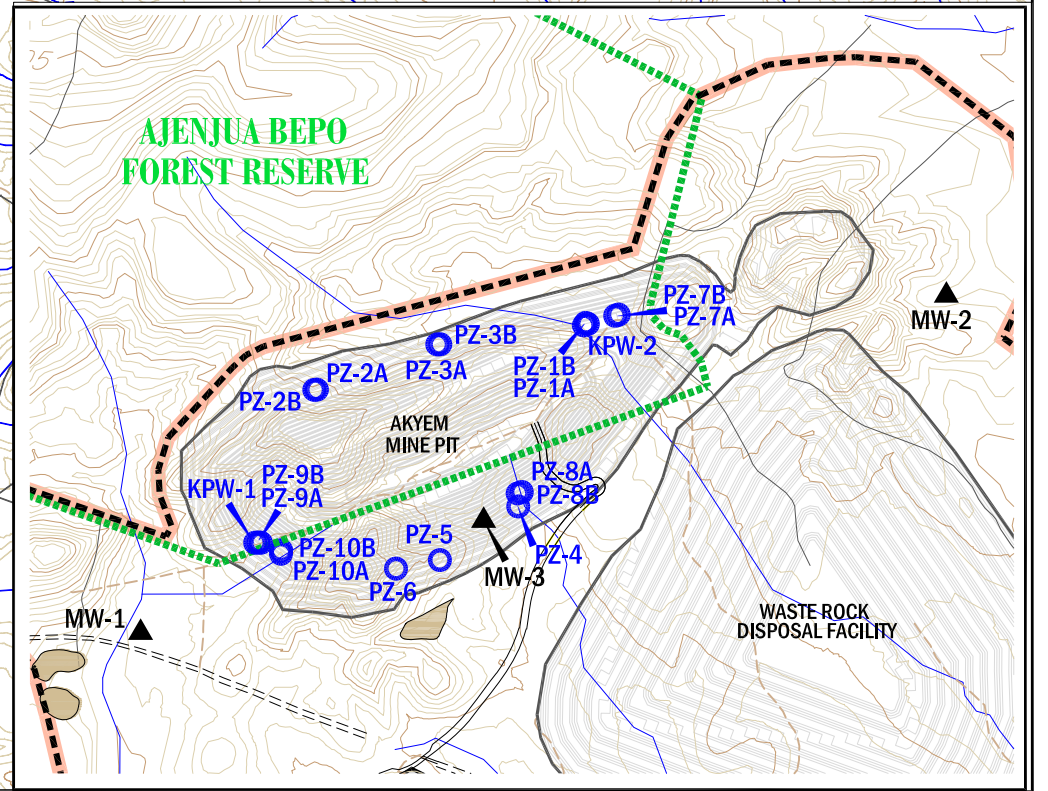 05
AJENJUA BEPO
FOREST RESERVE
PZ-7B
PZ-7A
MW-2
PZ-3B
PZ-3A
KPW-2
PZ-1B
PZ-1A
PZ-2A
PZ-2B
AKYEM
MINE PIT
PZ-9B
PZ-9A
KPW-1
PZ-8A
PZ-8B
PZ-5
PZ-4
PZ-10B
PZ-10A
MW-3
PZ-6
MW-1
WASTE ROCK
DISPOSAL FACILITY